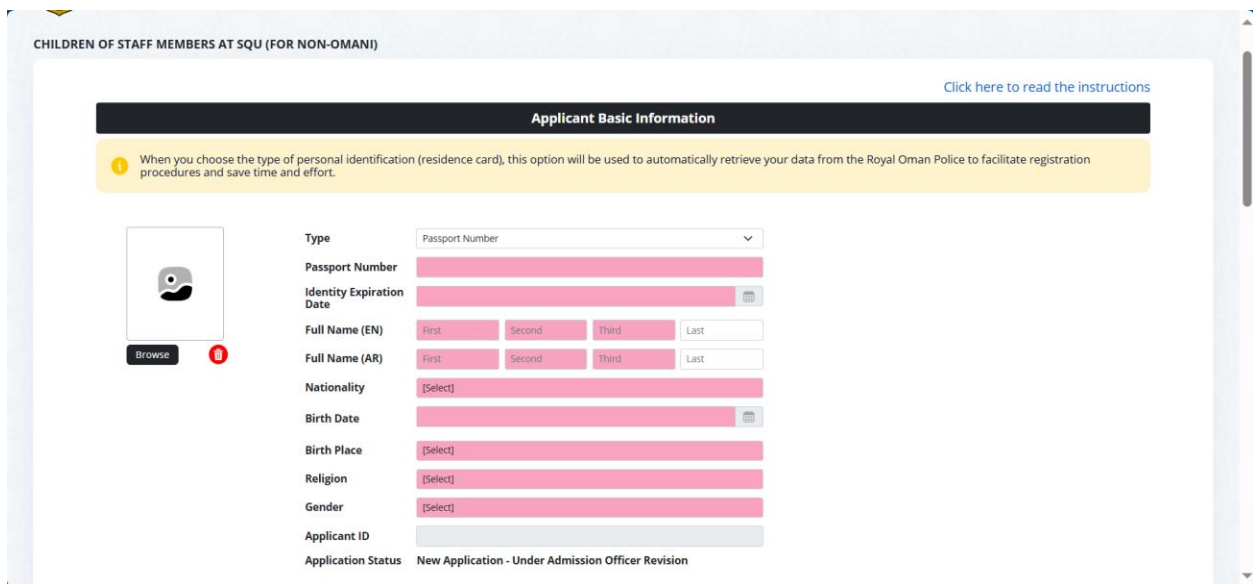 CHILDREN OF STAFF MEMBERS AT SQU (FOR NON-OMANI)
Click here to read the instructions
Applicant Basic Information
When you choose the type of personal identification (residence card), this option will be used to automatically retrieve your data from the Royal Oman Police to facilitate registration
procedures and save time and effort.
Type Passport Number
Passport Number
Identity Expiration
Date
Full Name (EN) First Second Third Last
Browse
Full Name (AR) First Second Third Last
Nationality [Select]
Birth Date
Birth Place [Select]
Religion [Select]
Gender [Select]
Applicant ID
Application Status New Application - Under Admission Officer Revision